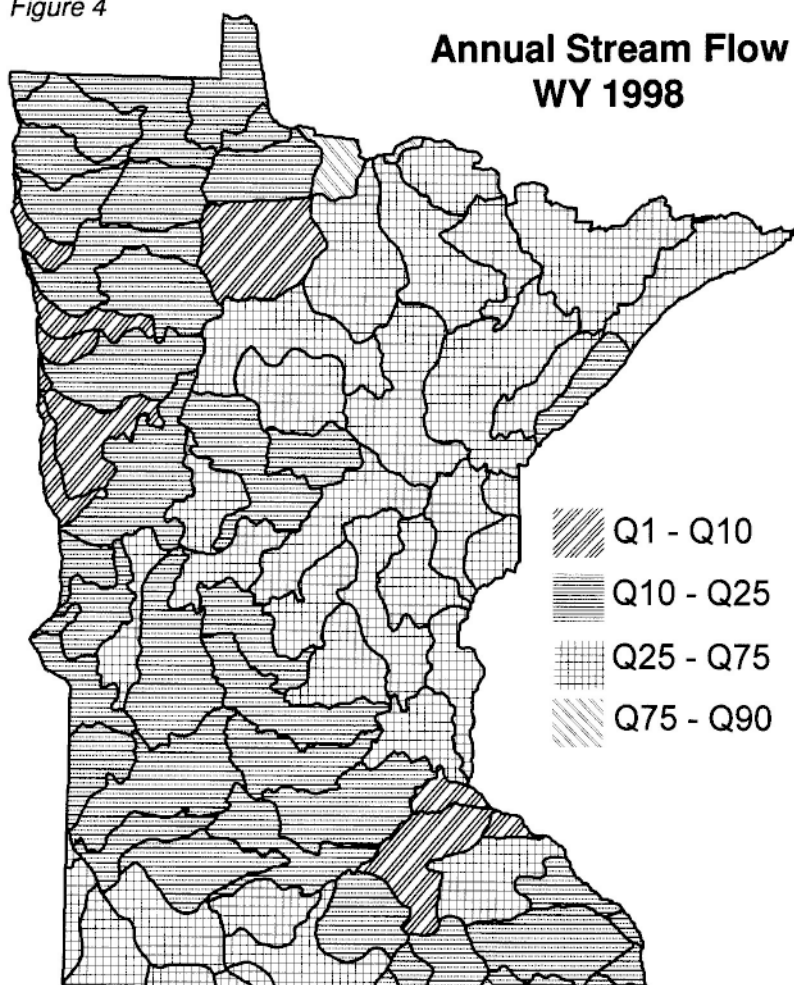 Figure 4
Annual Stream Flow
WY 1998
Q1 - Q10
Q10 - Q25
Q25 - Q75
Q75 - Q90